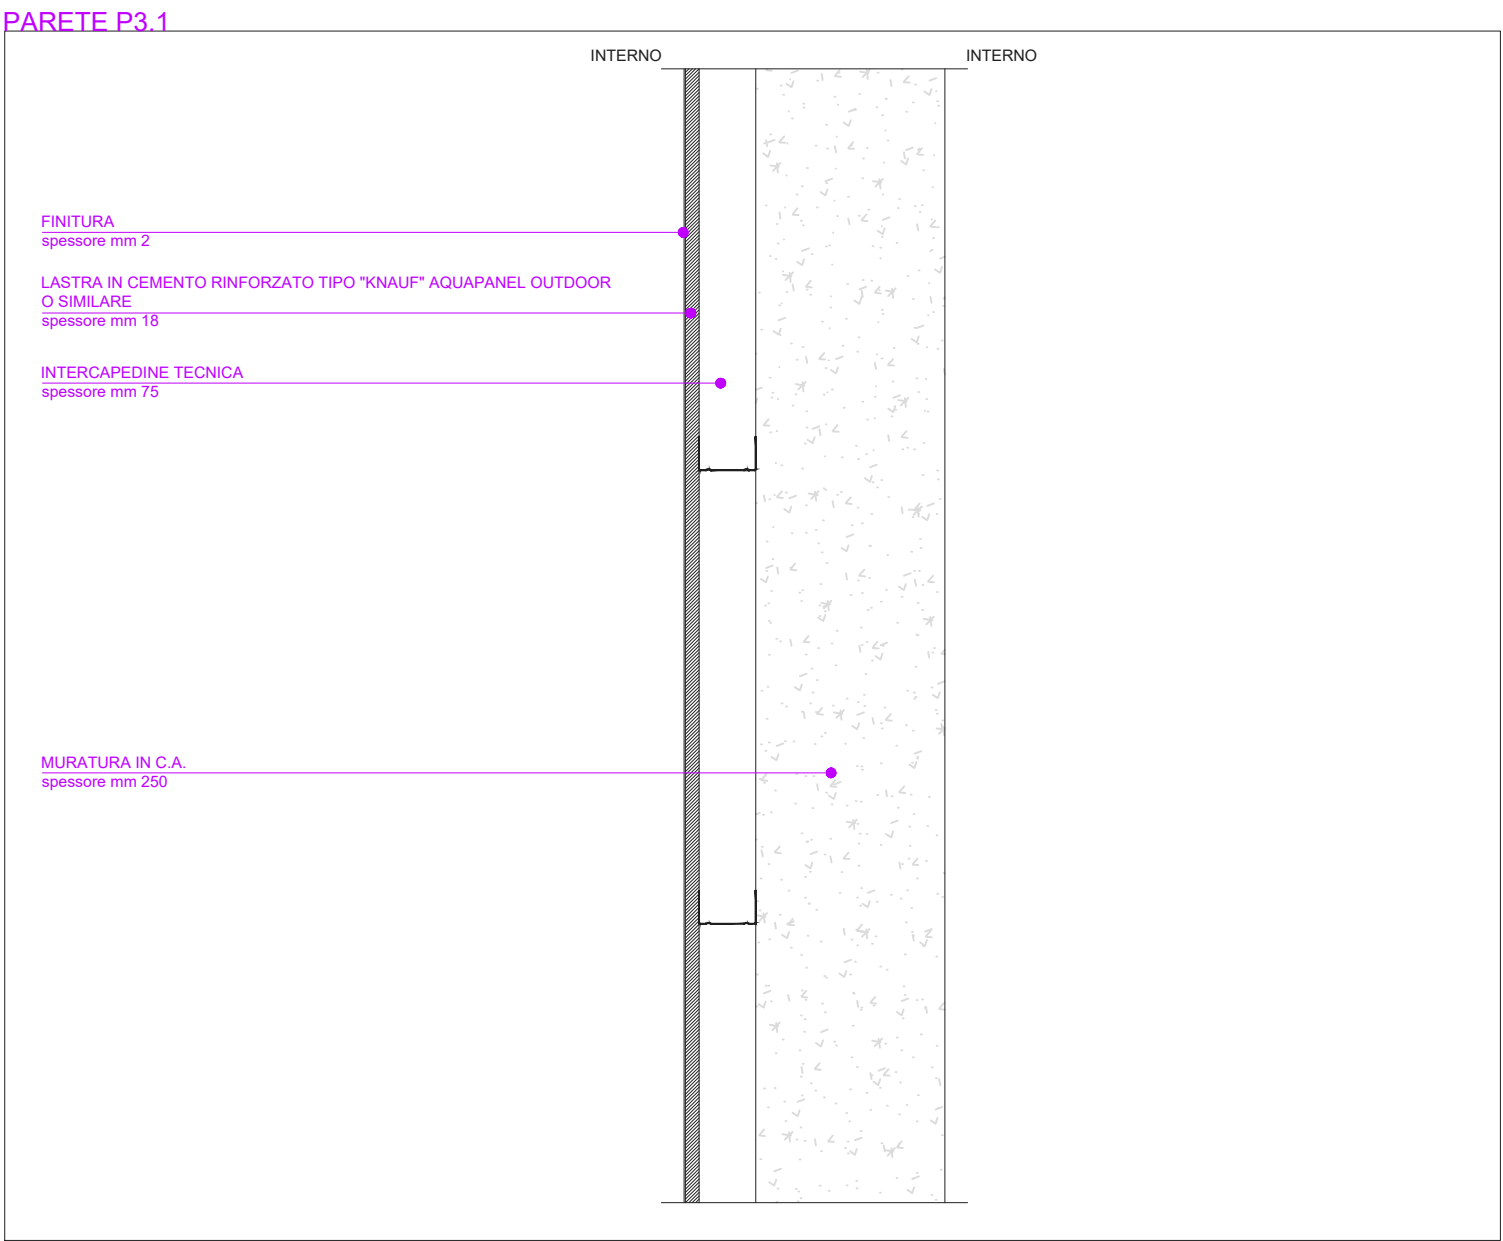 PARETE P3.1
INTERNO
INTERNO
FINITURA
spessore mm 2
LASTRA IN CEMENTO RINFORZATO TIPO "KNAUF" AQUAPANEL OUTDOOR
O SIMILARE
spessore mm 18
INTERCAPEDINE TECNICA
spessore mm 75
MURATURA IN C.A.
spessore mm 250